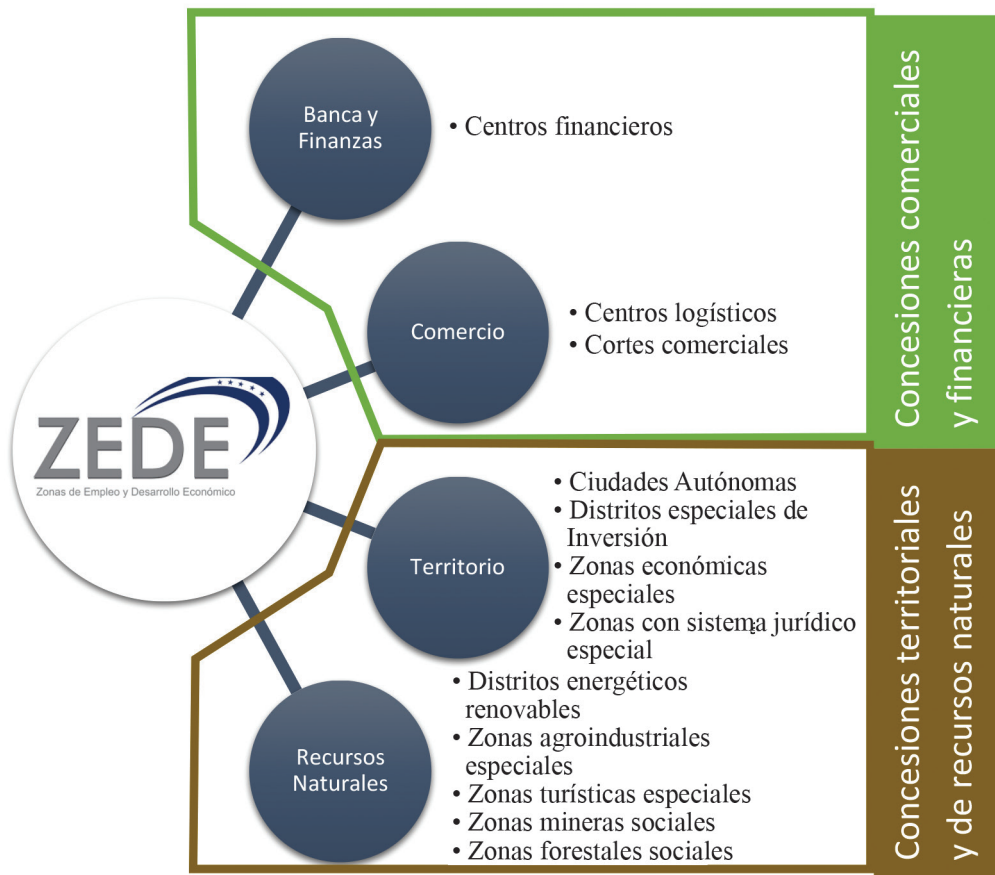 ZEDE
Zonas de Empleo y Desarrollo Económico
Banca y
Finanzas
• Centros financieros
Comercio
• Centros logísticos
• Cortes comerciales
Concesiones comerciales
y financieras
Territorio
• Ciudades Autónomas
• Distritos especiales de
Inversión
• Zonas económicas
especiales
• Zonas con sistema jurídico
especial
Recursos
Naturales
• Distritos energéticos
renovables
• Zonas agroindustriales
especiales
• Zonas turísticas especiales
• Zonas mineras sociales
• Zonas forestales sociales
Concesiones territoriales
y de recursos naturales